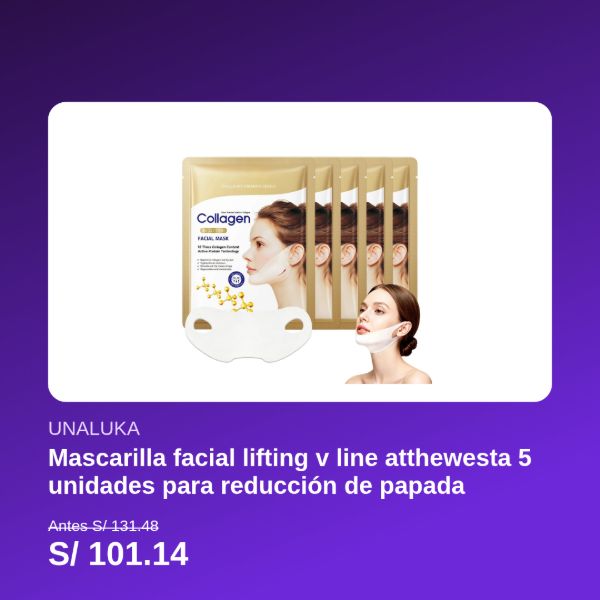 Collagen
FACIAL MASK
UNALUKA
Mascarilla facial lifting v line atthewesta 5
unidades para reducción de papada
Antes S/ 131.48
S/ 101.14